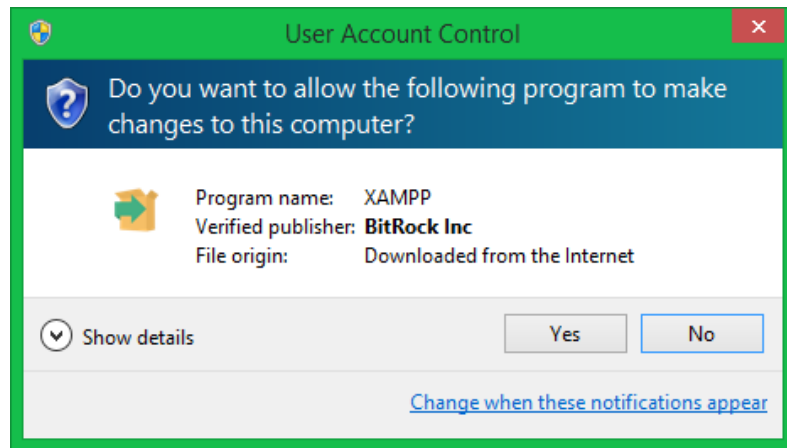 User Account Control
Do you want to allow the following program to make
changes to this computer?
Program name: XAMPP
Verified publisher: BitRock Inc
File origin: Downloaded from the Internet
Show details
Yes
No
Change when these notifications appear